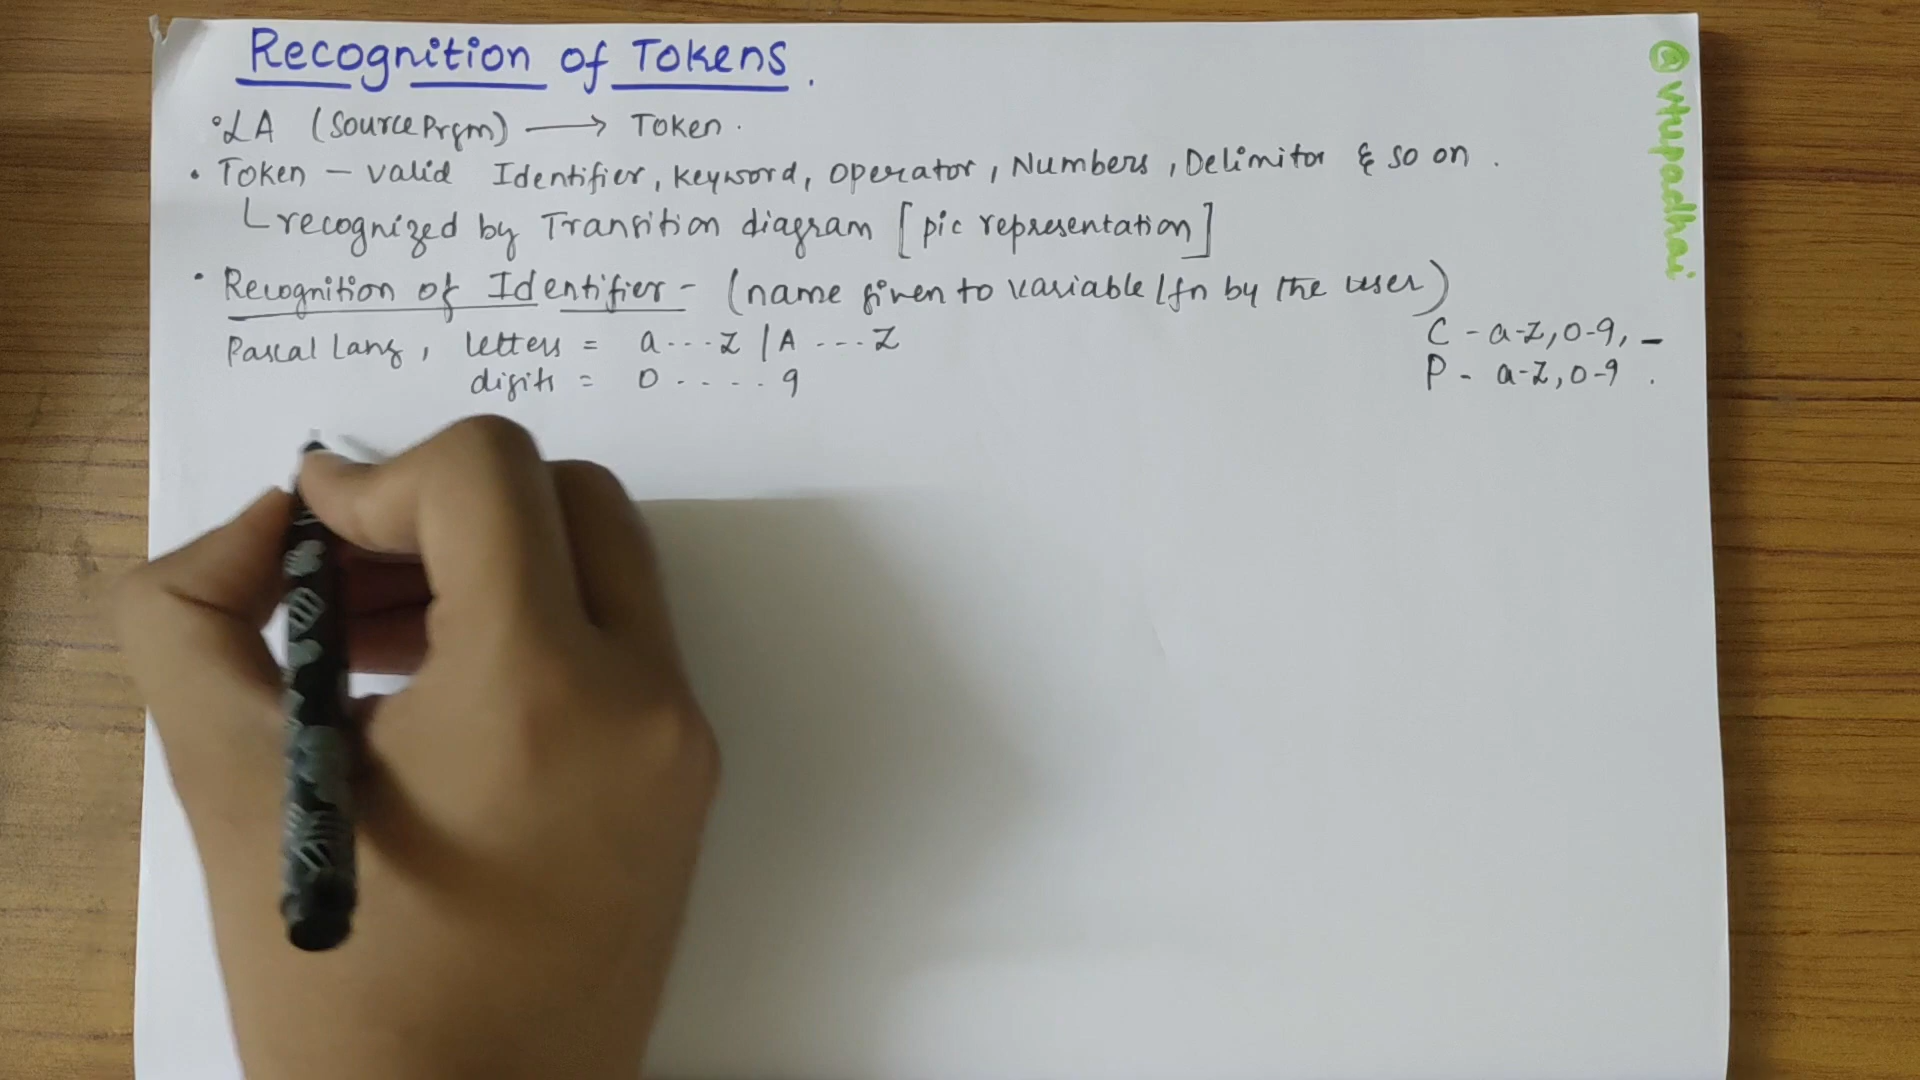 Recognition of Tokens.
• LA (Source Prgm) ⟶ Token.
• Token – valid Identifier, Keyword, Operator, Numbers, Delimitor & so on.
└ recognized by Transition diagram [pic representation]
• Recognition of Identifier - (name given to variable/fn by the user)
Pascal Lang, letters = a...z | A ...z
digits = 0 ..... 9
C - a-z, 0-9, _
P - a-z, 0-9 .
@vtupadhai